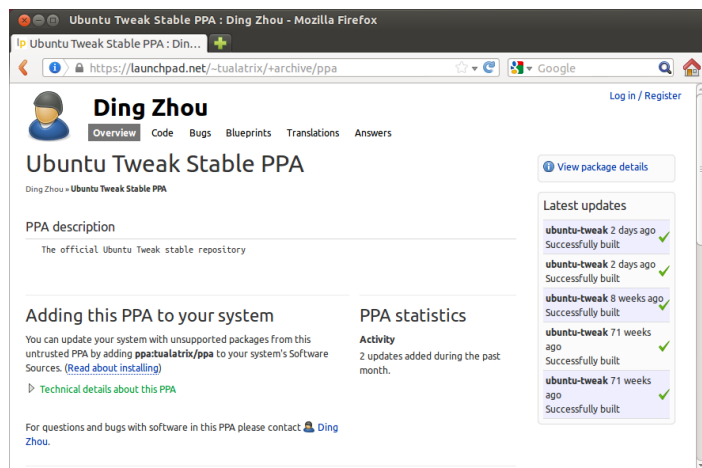 Ubuntu Tweak Stable PPA : Ding Zhou - Mozilla Firefox
lp Ubuntu Tweak Stable PPA : Din...
https://launchpad.net/~tualatrix/+archive/ppa
Google
Log in / Register
Ding Zhou
Overview Code Bugs Blueprints Translations Answers
Ubuntu Tweak Stable PPA
Ding Zhou » Ubuntu Tweak Stable PPA
PPA description
The official Ubuntu Tweak stable repository
Adding this PPA to your system
You can update your system with unsupported packages from this
untrusted PPA by adding ppa:tualatrix/ppa to your system's Software
Sources. (Read about installing)
Technical details about this PPA
For questions and bugs with software in this PPA please contact Ding
Zhou.
PPA statistics
Activity
2 updates added during the past
month.
View package details
Latest updates
ubuntu-tweak 2 days ago
Successfully built
ubuntu-tweak 2 days ago
Successfully built
ubuntu-tweak 8 weeks ago
Successfully built
ubuntu-tweak 71 weeks
ago
Successfully built
ubuntu-tweak 71 weeks
ago
Successfully built